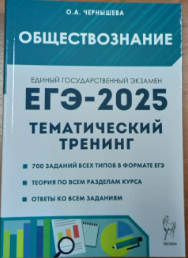 О.А. ЧЕРНЫШЕВА
ОБЩЕСТВОЗНАНИЕ
ЕДИНЫЙ ГОСУДАРСТВЕННЫЙ ЭКЗАМЕН
ЕГЭ-2025
ТЕМАТИЧЕСКИЙ
ТРЕНИНГ
700 ЗАДАНИЙ ВСЕХ ТИПОВ В ФОРМАТЕ ЕГЭ
ТЕОРИЯ ПО ВСЕМ РАЗДЕЛАМ КУРСА
ОТВЕТЫ КО ВСЕМ ЗАДАНИЯМ